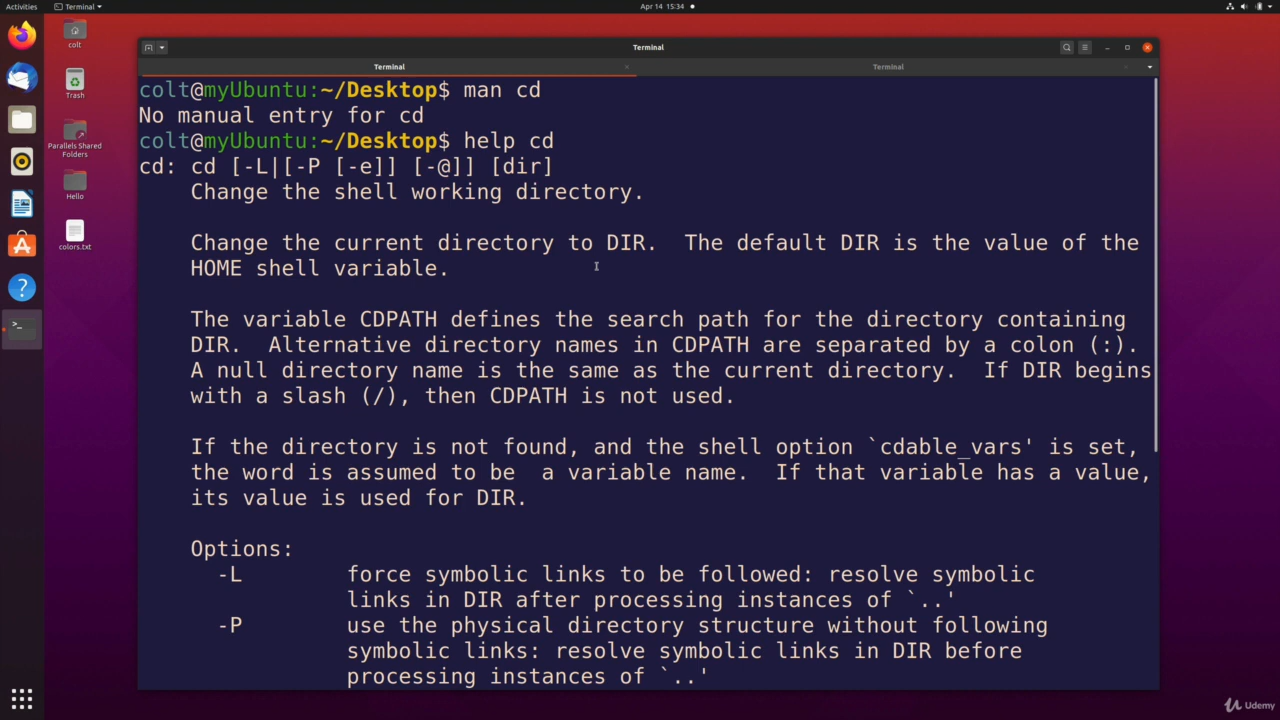 Activities
Terminal
Apr 14 15:34
colt
Trash
Parallels Shared
Folders
Hello
colors.txt
Terminal
Terminal
Terminal
colt@myUbuntu:~/Desktop$ man cd
No manual entry for cd
colt@myUbuntu:~/Desktop$ help cd
cd: cd [-L|[-P [-e]] [-@]] [dir]
Change the shell working directory.
Change the current directory to DIR.  The default DIR is the value of the
HOME shell variable.
The variable CDPATH defines the search path for the directory containing
DIR.  Alternative directory names in CDPATH are separated by a colon (:).
A null directory name is the same as the current directory.  If DIR begins
with a slash (/), then CDPATH is not used.
If the directory is not found, and the shell option `cdable_vars' is set,
the word is assumed to be  a variable name.  If that variable has a value,
its value is used for DIR.
Options:
-L        force symbolic links to be followed: resolve symbolic
links in DIR after processing instances of `..'
-P        use the physical directory structure without following
symbolic links: resolve symbolic links in DIR before
processing instances of `..'
Udemy